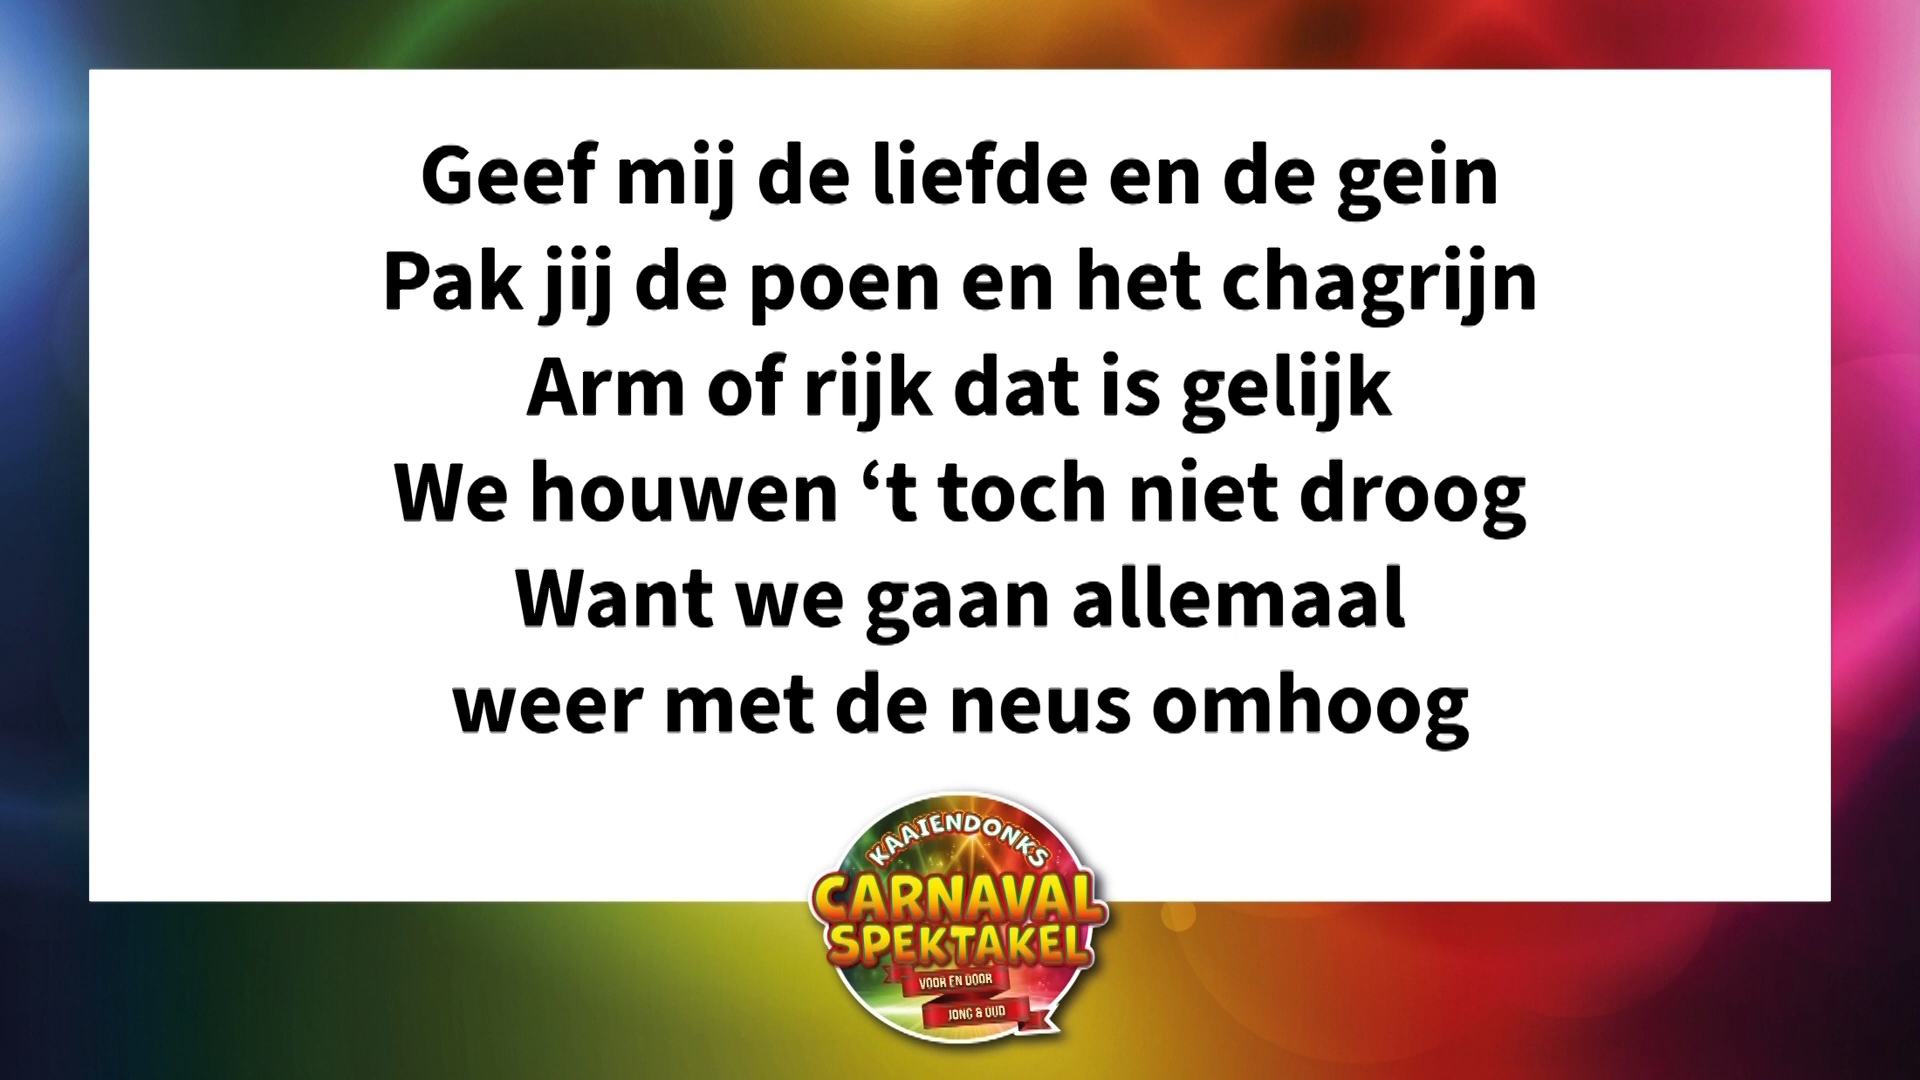 Geef mij de liefde en de gein
Pak jij de poen en het chagrijn
Arm of rijk dat is gelijk
We houwen ‘t toch niet droog
Want we gaan allemaal
weer met de neus omhoog
KAAIENDONKS
CARNAVAL
SPEKTAKEL
VOOR EN DOOR
JONG & OUD